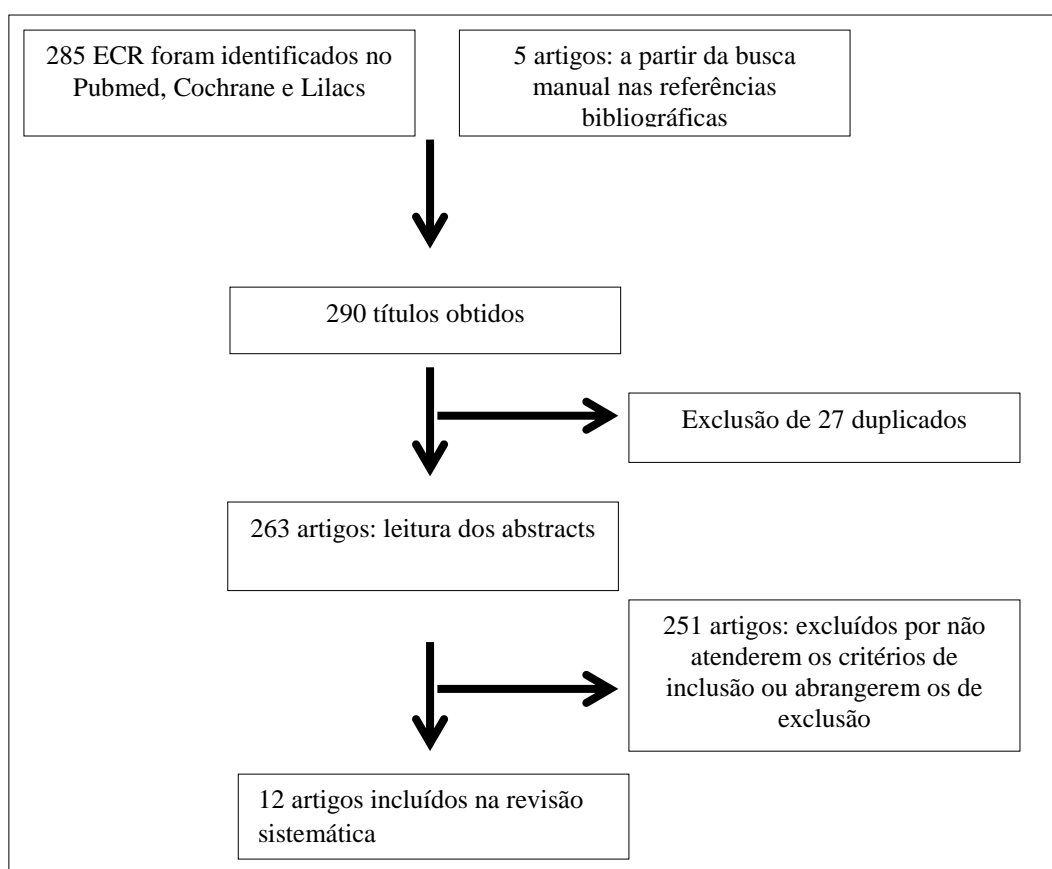 285 ECR foram identificados no
Pubmed, Cochrane e Lilacs
5 artigos: a partir da busca
manual nas referências
bibliográficas
290 títulos obtidos
Exclusão de 27 duplicados
263 artigos: leitura dos abstracts
251 artigos: excluídos por não
atenderem os critérios de
inclusão ou abrangerem os de
exclusão
12 artigos incluídos na revisão
sistemática